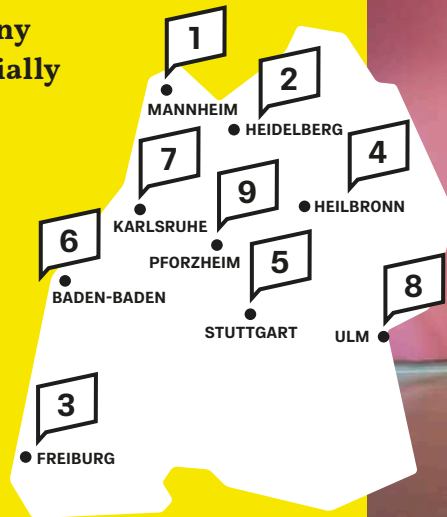 ny
ially
1
MANNHEIM
2
HEIDELBERG
7
KARLSRUHE
4
HEILBRONN
9
PFORZHEIM
6
BADEN-BADEN
5
STUTTGART
8
ULM
3
FREIBURG